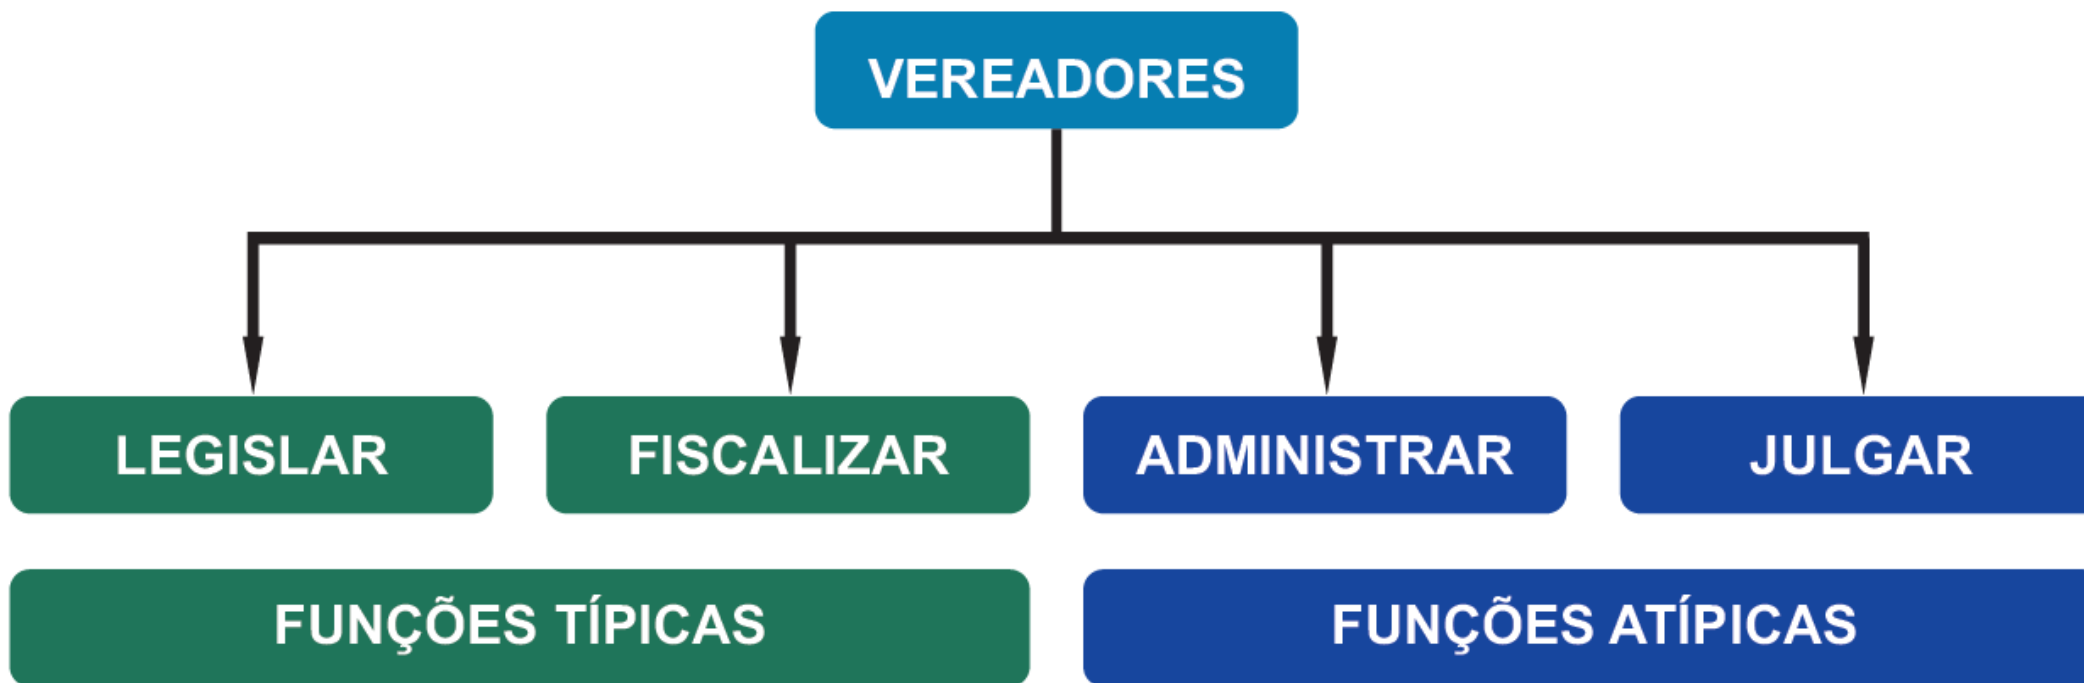 VEREADORES
LEGISLAR
FISCALIZAR
ADMINISTRAR
JULGAR
FUNÇÕES TÍPICAS
FUNÇÕES ATÍPICAS